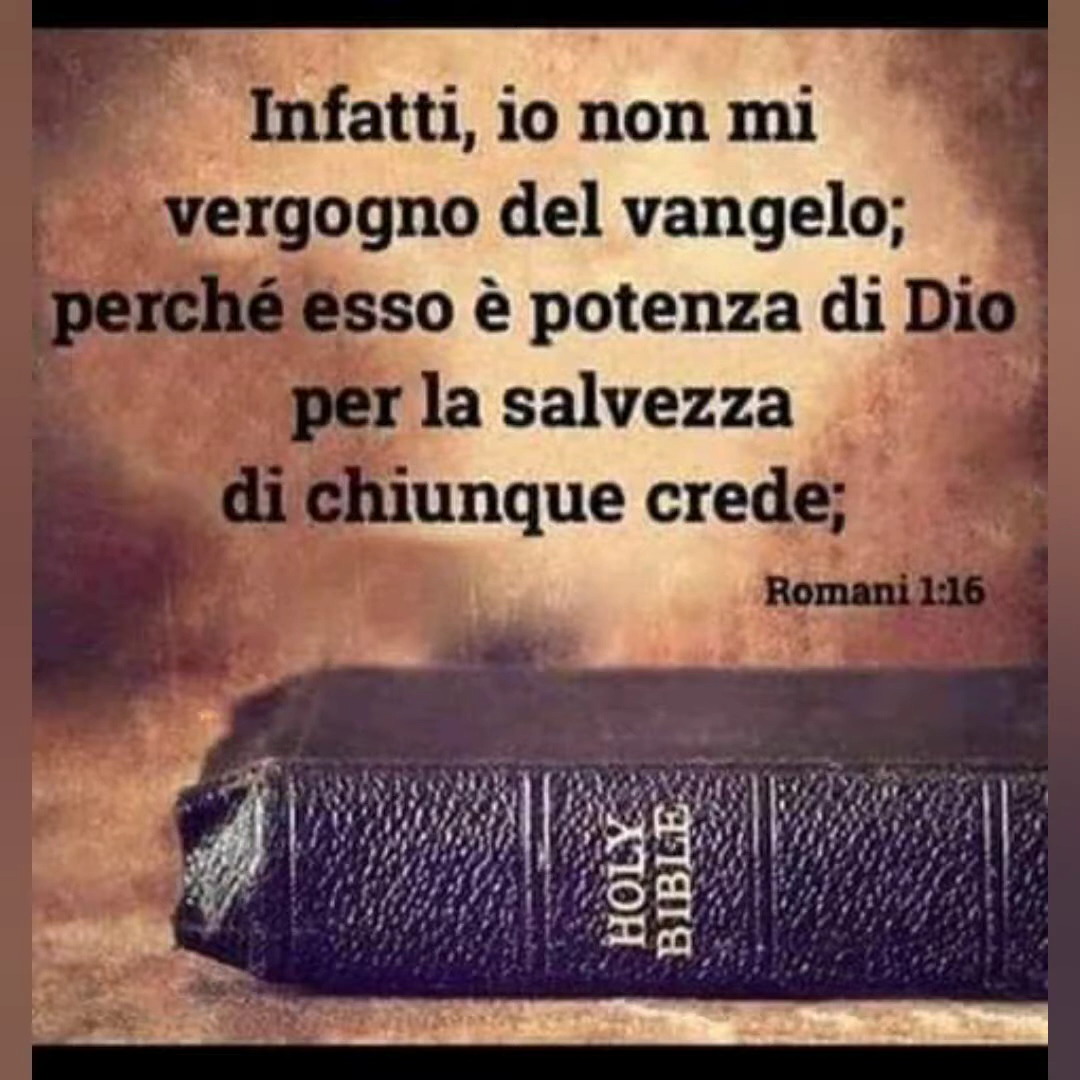 Infatti, io non mi
vergogno del vangelo;
perché esso è potenza di Dio
per la salvezza
di chiunque crede;
Romani 1:16
HOLY
BIBLE